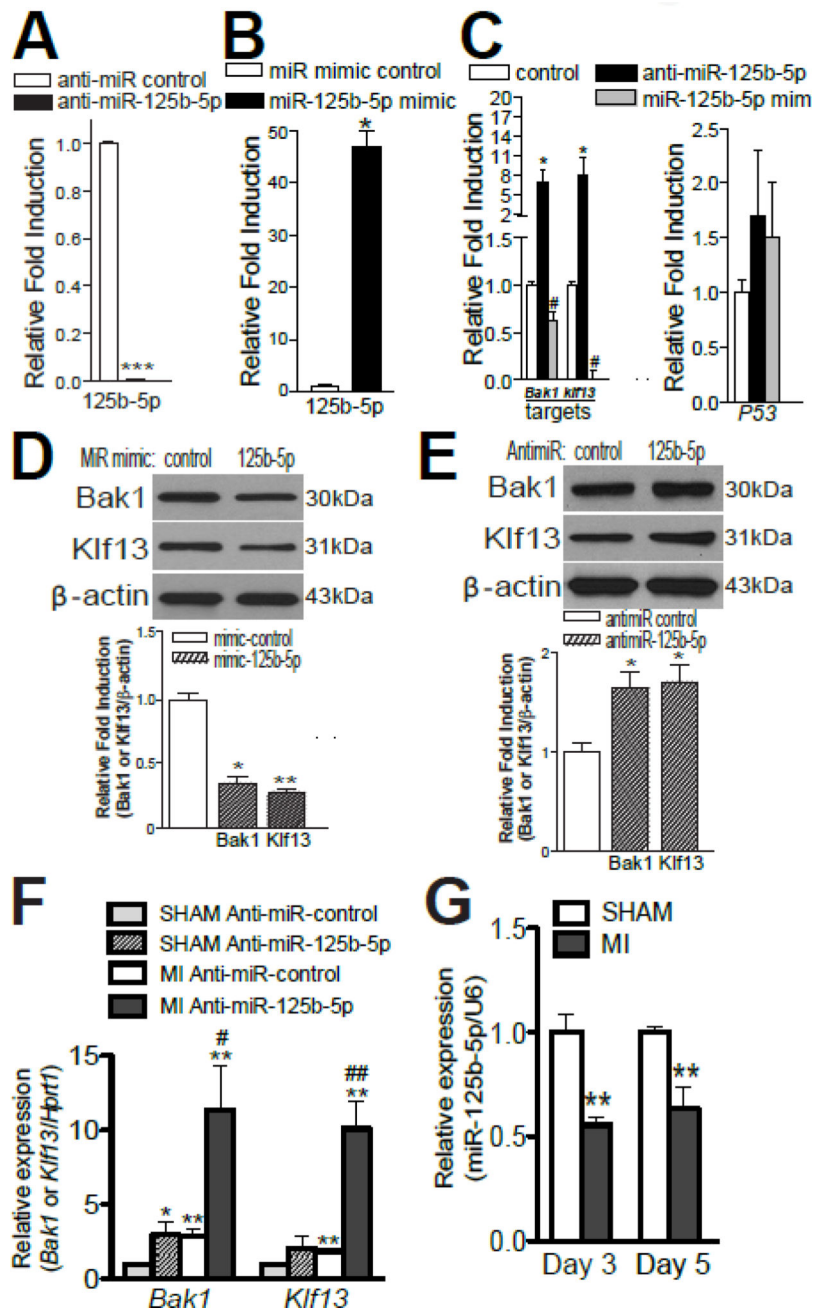 A
anti-miR control
anti-miR-125b-5p
Relative Fold Induction
1.0
0.8
0.6
0.4
0.2
0.0
***
125b-5p
B
miR mimic control
miR-125b-5p mimic
Relative Fold Induction
50
40
30
20
10
0
*
125b-5p
C
control
anti-miR-125b-5p
miR-125b-5p mim
Relative Fold Induction
20
17
14
11
8
5
2
1.0
0.5
0.0
*
*
#
#
Bak1 klf13
targets
Relative Fold Induction
2.5
2.0
1.5
1.0
0.5
0.0
P53
D
MiR mimic: control 125b-5p
Bak1 30kDa
Klf13 31kDa
β-actin 43kDa
mimic-control
mimic-125b-5p
Relative Fold Induction
(Bak1 or Klf13/β-actin)
1.5
1.0
0.5
0
* **
Bak1 Klf13
E
AntimiR: control 125b-5p
Bak1 30kDa
Klf13 31kDa
β-actin 43kDa
antimiR control
antimiR-125b-5p
Relative Fold Induction
(Bak1 or Klf13/β-actin)
2
1
0
* *
Bak1 Klf13
F
SHAM Anti-miR-control
SHAM Anti-miR-125b-5p
MI Anti-miR-control
MI Anti-miR-125b-5p
Relative expression
(Bak1 or Klf13/Hprt1)
15
10
5
0
* ** # **
** ## **
Bak1 Klf13
G
SHAM
MI
Relative expression
(miR-125b-5p/U6)
1.5
1.0
0.5
0.0
** **
Day 3 Day 5